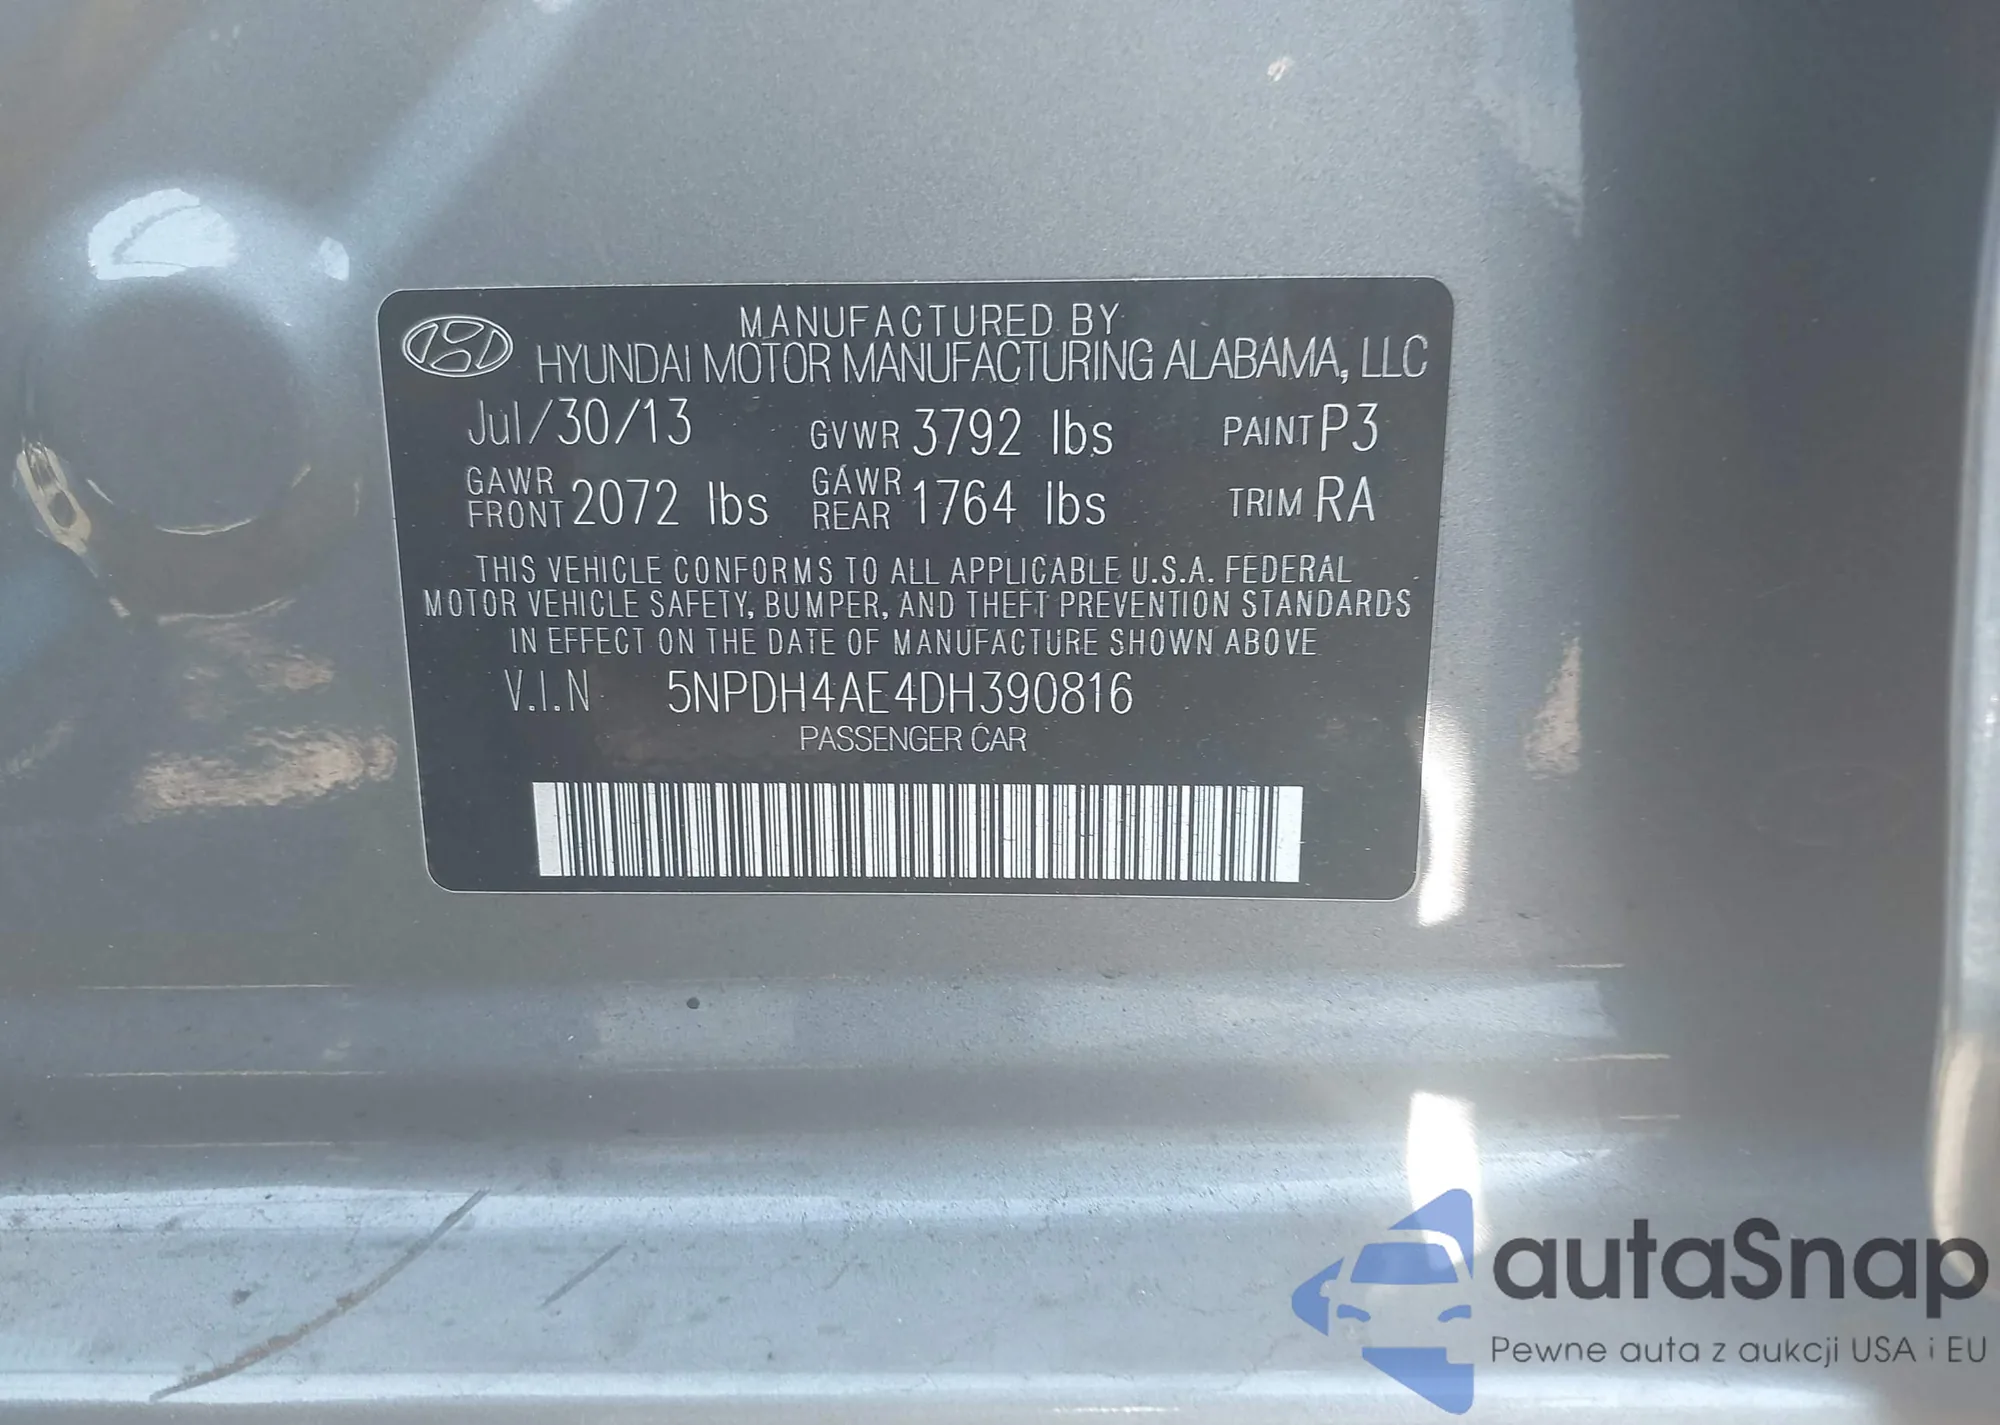 MANUFACTURED BY
HYUNDAI MOTOR MANUFACTURING ALABAMA, LLC
Jul/30/13 GVWR 3792 lbs PAINT P3
GAWR FRONT 2072 lbs GAWR REAR 1764 lbs TRIM RA
THIS VEHICLE CONFORMS TO ALL APPLICABLE U.S.A. FEDERAL
MOTOR VEHICLE SAFETY, BUMPER, AND THEFT PREVENTION STANDARDS
IN EFFECT ON THE DATE OF MANUFACTURE SHOWN ABOVE
V.I.N 5NPDH4AE4DH390816
PASSENGER CAR
autaSnap
Pewne auta z aukcji USA i EU